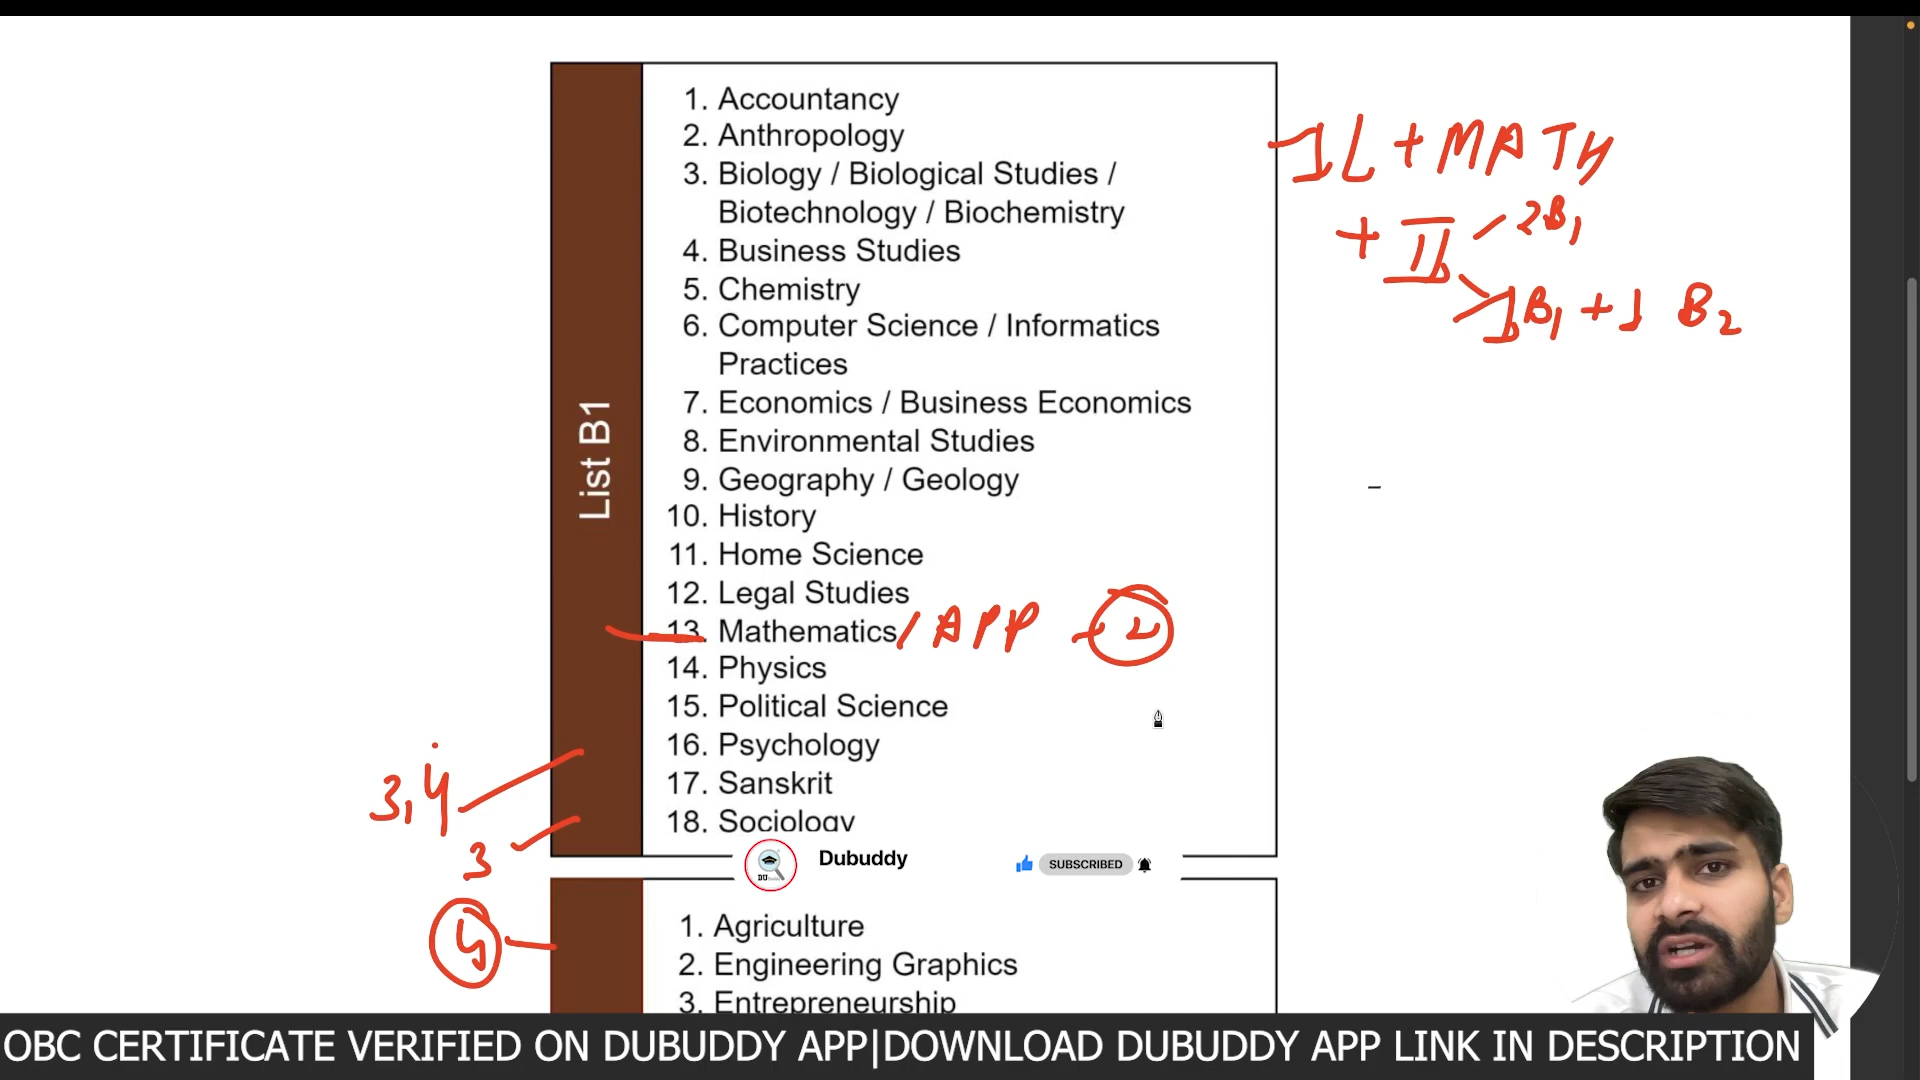 1. Accountancy
2. Anthropology
3. Biology / Biological Studies /
Biotechnology / Biochemistry
4. Business Studies
5. Chemistry
6. Computer Science / Informatics
Practices
7. Economics / Business Economics
8. Environmental Studies
9. Geography / Geology
10. History
11. Home Science
12. Legal Studies
13. Mathematics / APP
14. Physics
15. Political Science
16. Psychology
17. Sanskrit
18. Sociology
List B1
1L + MATH
+ II 2B1
1B1 + 1 B2
3, 4
3
4
Dubuddy
SUBSCRIBED
DU
1. Agriculture
2. Engineering Graphics
3. Entrepreneurship
OBC CERTIFICATE VERIFIED ON DUBUDDY APP|DOWNLOAD DUBUDDY APP LINK IN DESCRIPTION